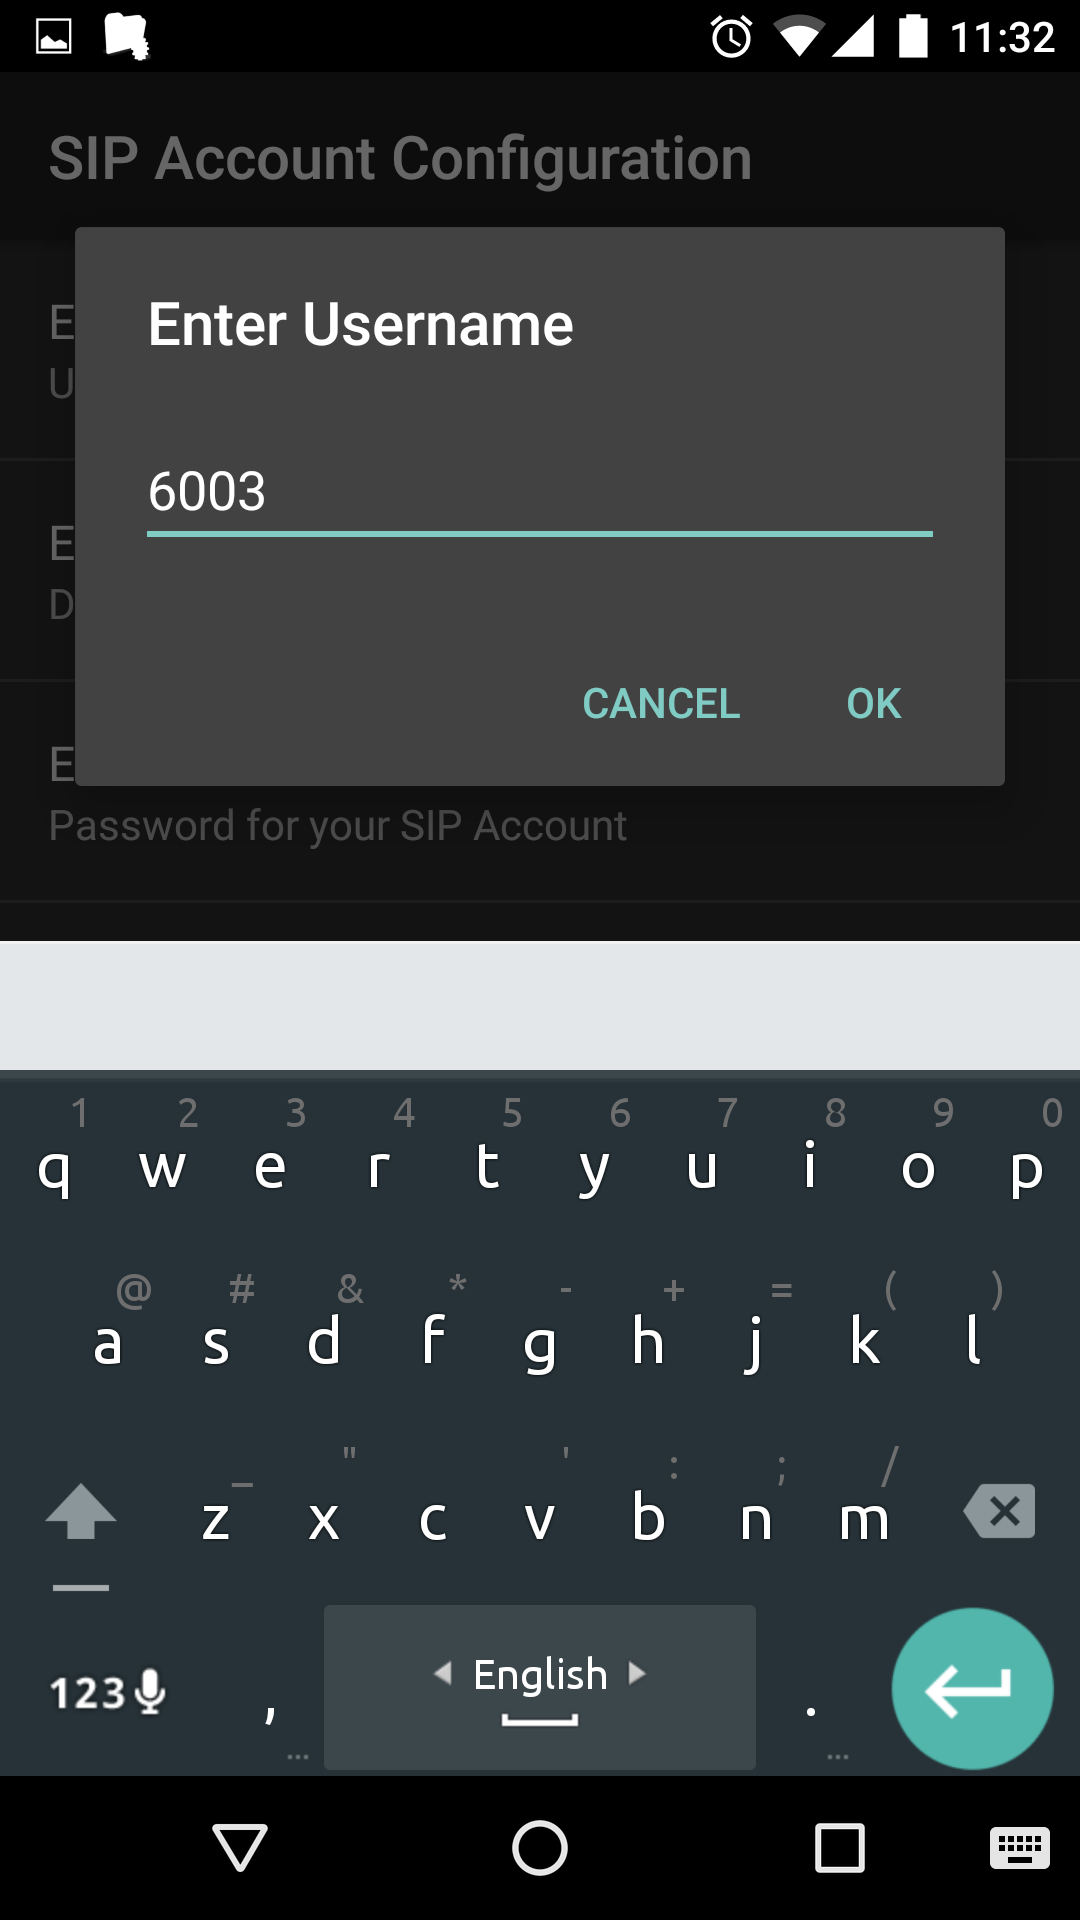 11:32
SIP Account Configuration
E
U
Enter Username
6003
E
D
CANCEL OK
E
Password for your SIP Account
1 2 3 4 5 6 7 8 9 0
q w e r t y u i o p
@ # & * - + = ( )
a s d f g h j k l
_ " ' : ; /
z x c v b n m
123 , English .
... ...